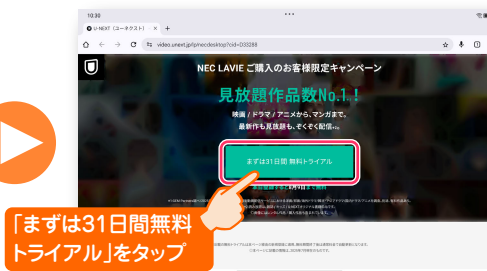 10:30
U-NEXT（ユーネクスト）
video.unext.jp/lp/necdesktop?cid=D33288
NEC LAVIE ご購入のお客様限定キャンペーン
見放題作品数No.1.!
映画 / ドラマ / アニメから、マンガまで。
最新作も見放題も、ぞくぞく配信。
まずは31日間 無料トライアル
「まずは31日間無料
トライアル」をタップ